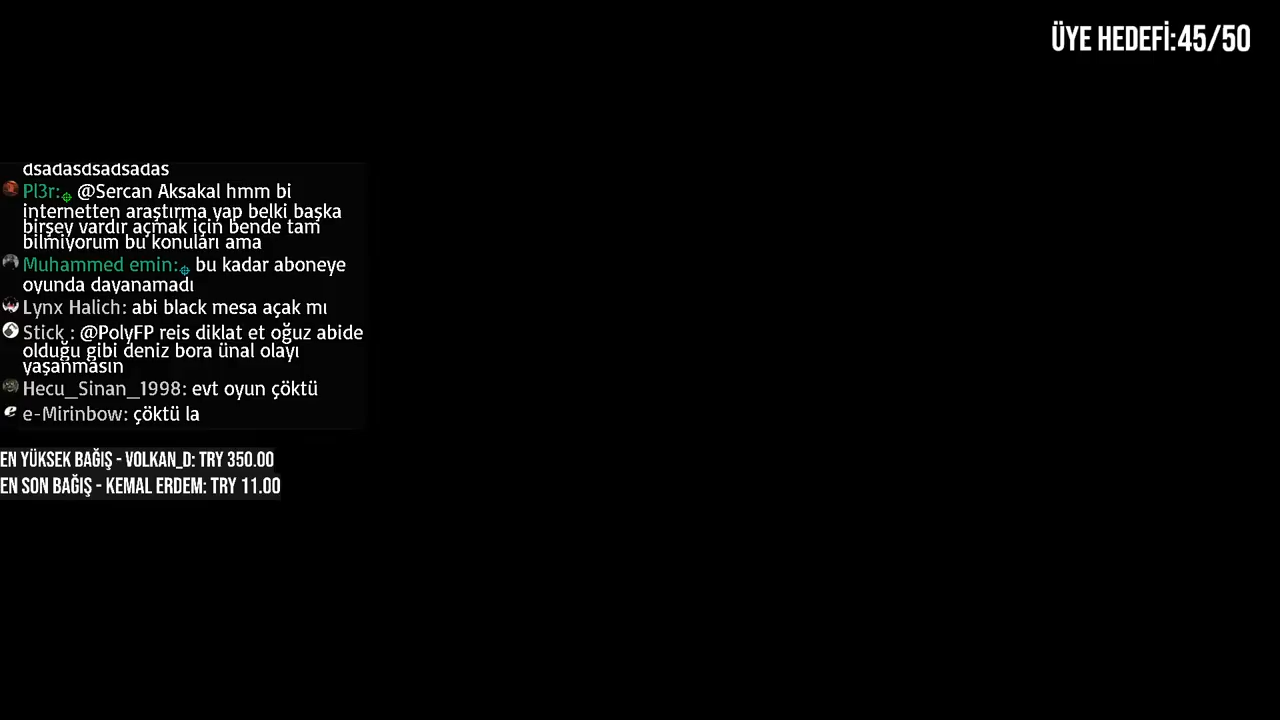 ÜYE HEDEFİ:45/50
dsadasdsadsadas
Pl3r: @Sercan Aksakal hmm bi
internetten araştırma yap belki başka
birşey vardır açmak için bende tam
bilmiyorum bu konuları ama
Muhammed emin: bu kadar aboneye
oyunda dayanamadı
Lynx Halich: abi black mesa açak mı
Stick : @PolyFP reis diklat et oğuz abide
olduğu gibi deniz bora ünal olayı
yaşanmasın
Hecu_Sinan_1998: evt oyun çöktü
e-Mirinbow: çöktü la
EN YÜKSEK BAĞIŞ - VOLKAN_D: TRY 350.00
EN SON BAĞIŞ - KEMAL ERDEM: TRY 11.00